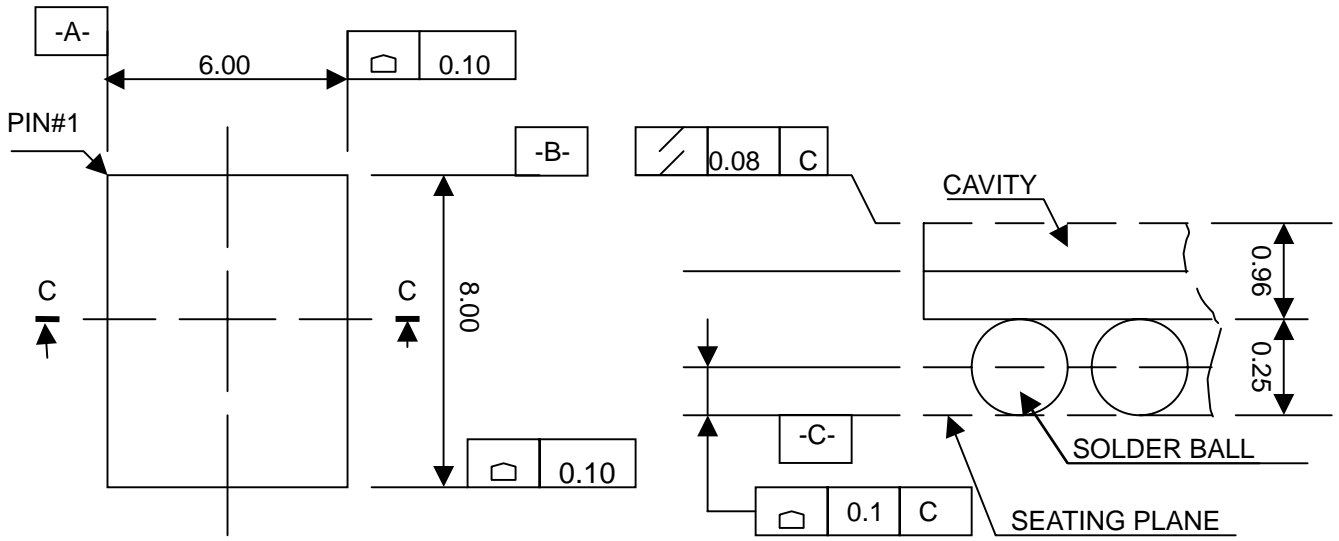 -A-
6.00
0.10
PIN#1
-B-
0.08 C
CAVITY
C
C
8.00
0.96
0.25
-C-
SOLDER BALL
0.10
0.1 C
SEATING PLANE